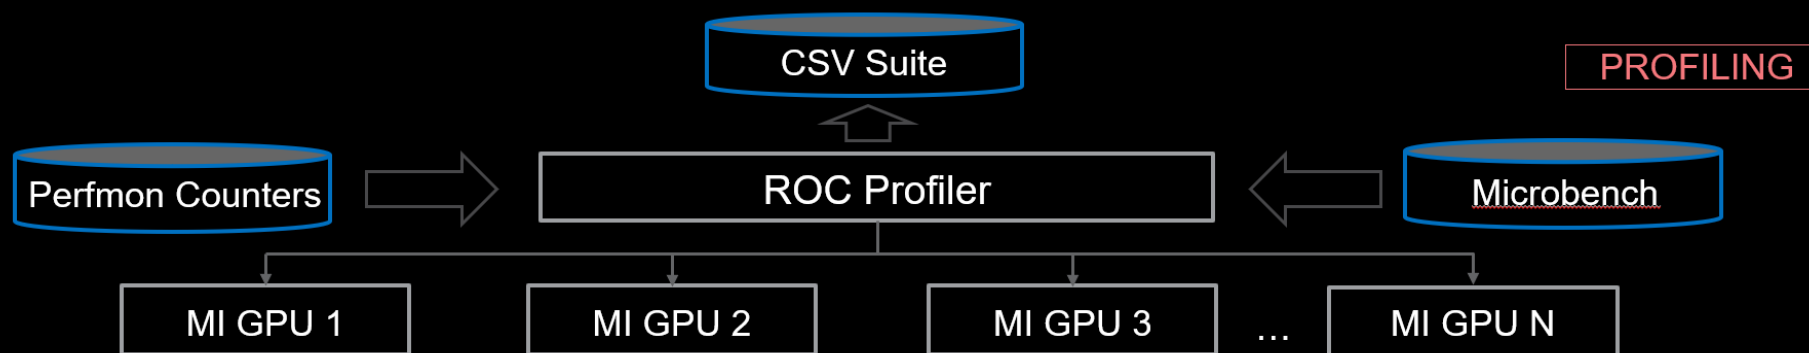 CSV Suite
PROFILING
Perfmon Counters
ROC Profiler
Microbench
MI GPU 1
MI GPU 2
MI GPU 3
...
MI GPU N